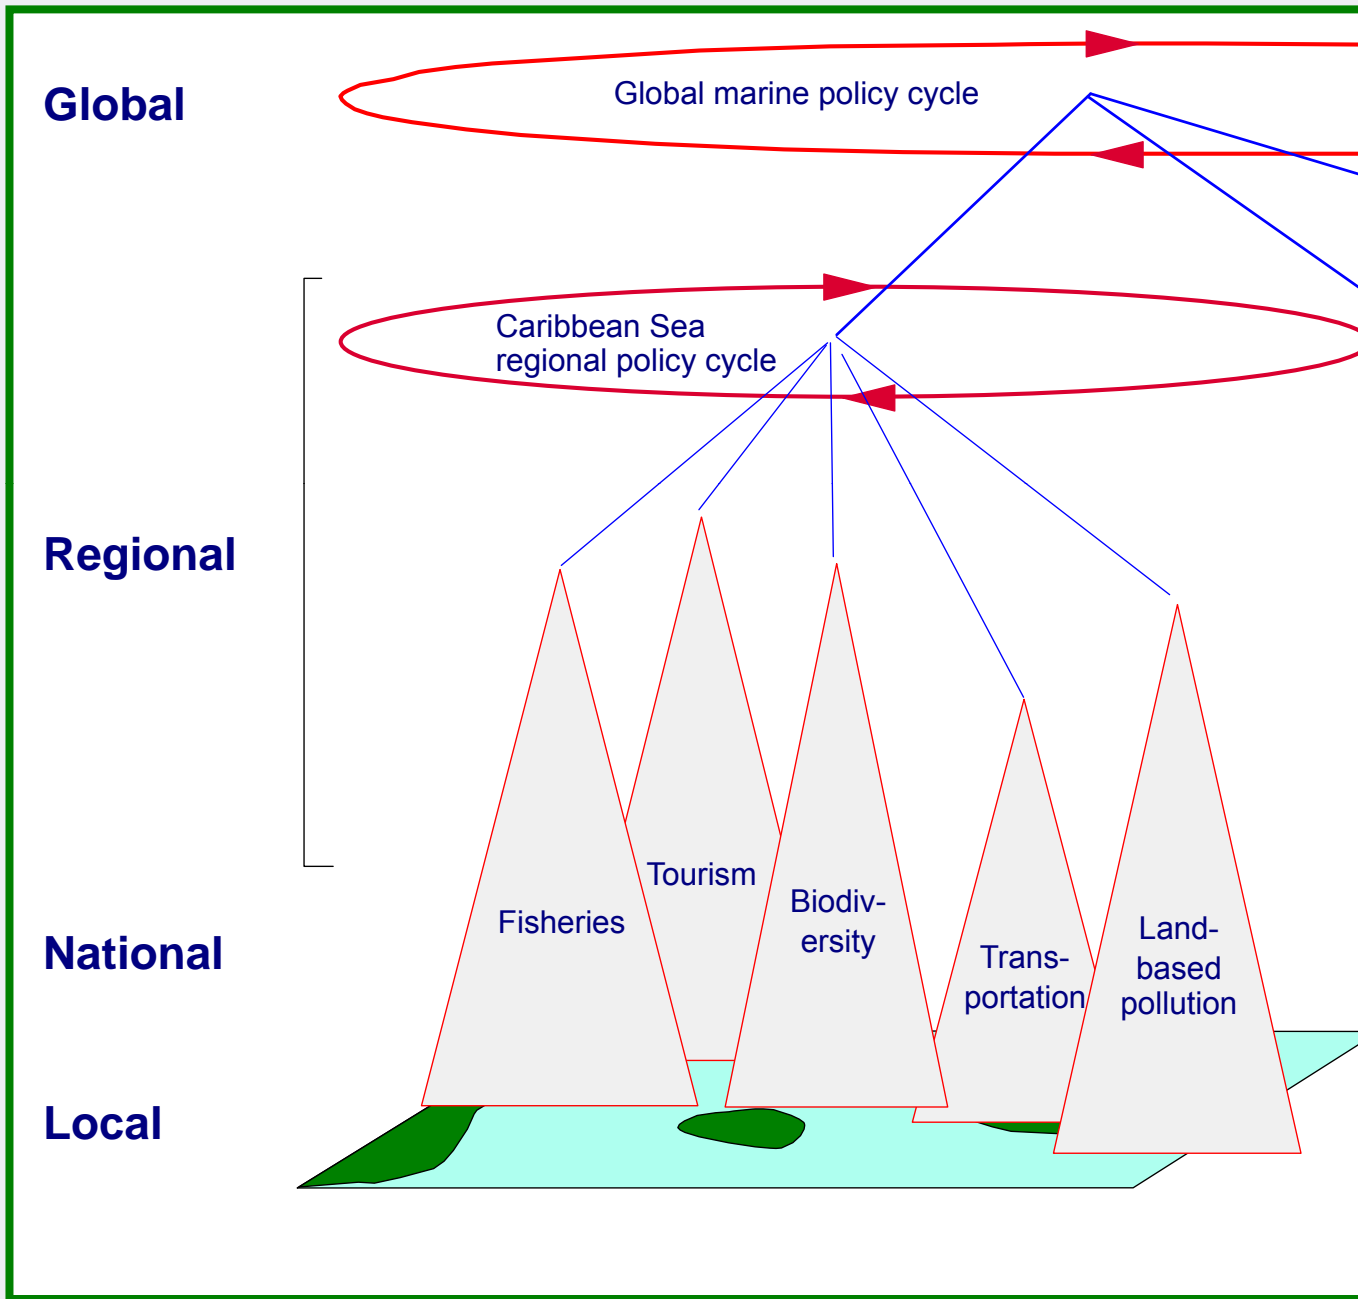 Global
Global marine policy cycle
Caribbean Sea
regional policy cycle
Regional
Tourism
Fisheries
Biodiv-
ersity
National
Trans-
portation
Land-
based
pollution
Local